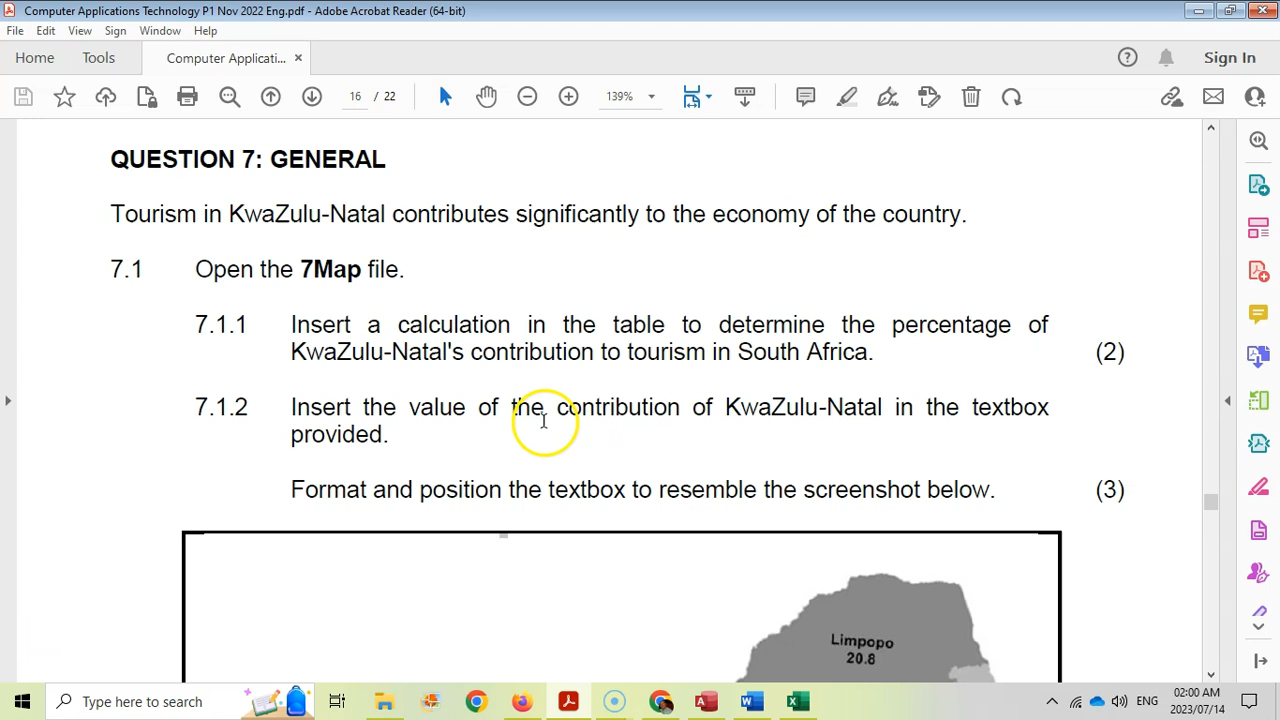 Computer Applications Technology P1 Nov 2022 Eng.pdf - Adobe Acrobat Reader (64-bit)
File Edit View Sign Window Help
Home Tools Computer Applicati... × Sign In
16 / 22 139%
QUESTION 7: GENERAL
Tourism in KwaZulu-Natal contributes significantly to the economy of the country.
7.1 Open the 7Map file.
7.1.1 Insert a calculation in the table to determine the percentage of
KwaZulu-Natal's contribution to tourism in South Africa. (2)
7.1.2 Insert the value of the contribution of KwaZulu-Natal in the textbox
provided.
Format and position the textbox to resemble the screenshot below. (3)
Limpopo
20.8
Type here to search
ENG
02:00 AM
2023/07/14